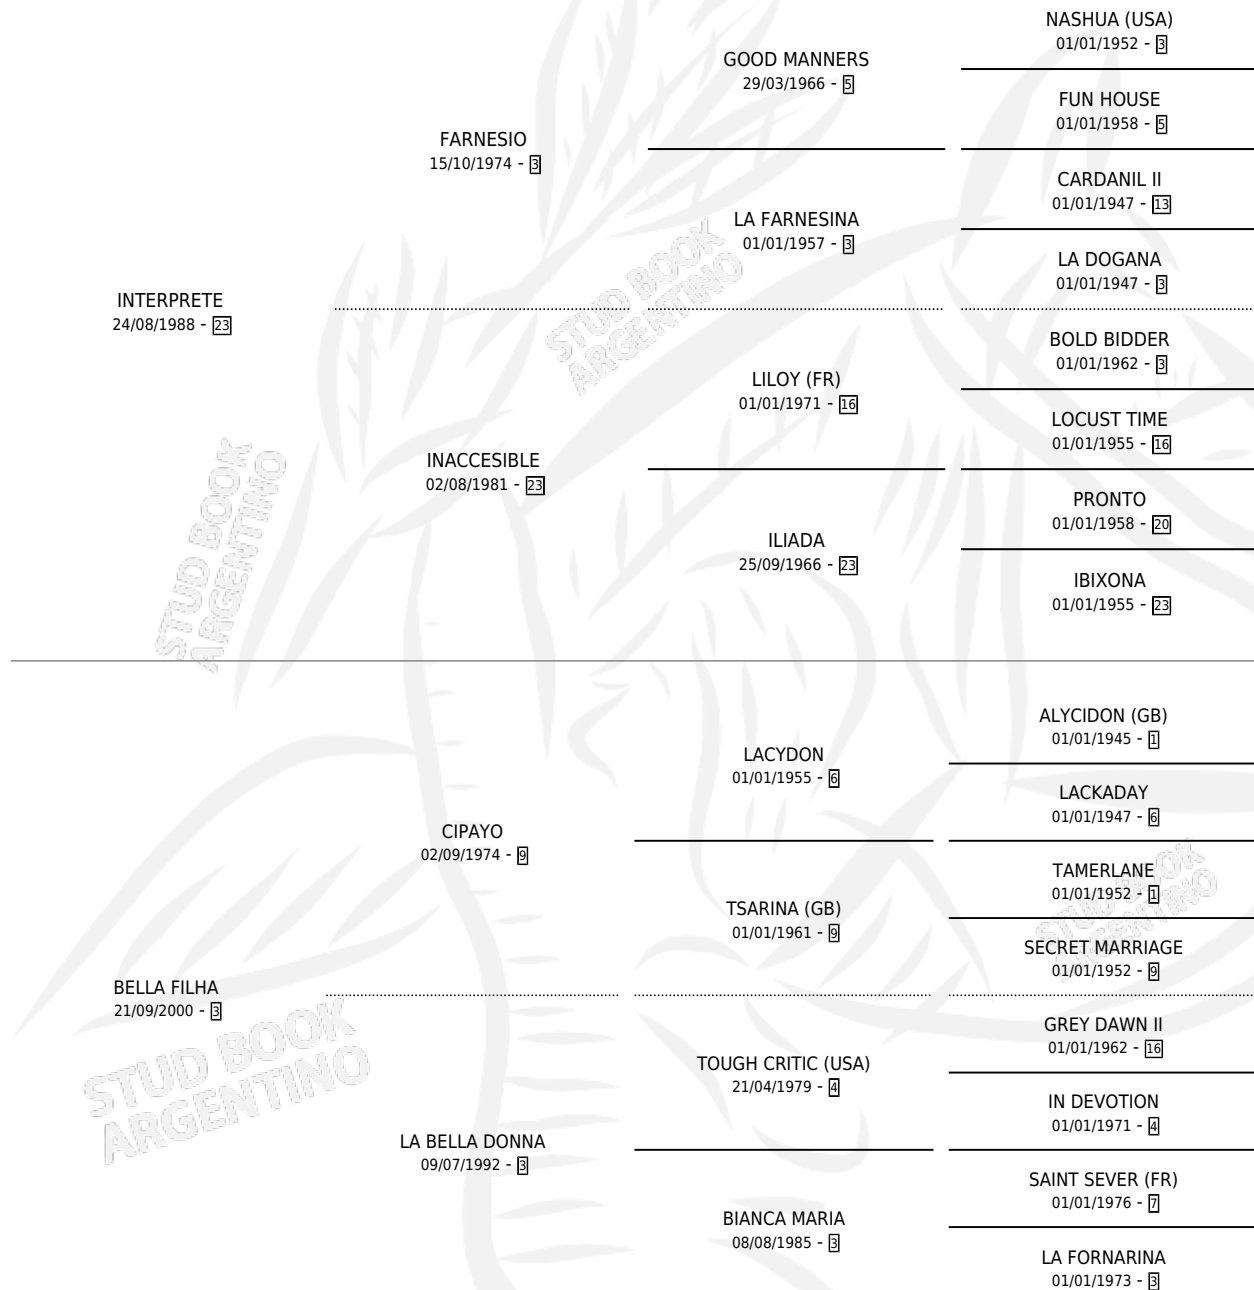 NASHUA (USA)
01/01/1952 - 3
GOOD MANNERS
29/03/1966 - 5
FUN HOUSE
01/01/1958 - 5
FARNESIO
15/10/1974 - 3
CARDANIL II
01/01/1947 - 13
LA FARNESINA
01/01/1957 - 3
LA DOGANA
01/01/1947 - 3
INTERPRETE
24/08/1988 - 23
BOLD BIDDER
01/01/1962 - 3
LILOY (FR)
01/01/1971 - 16
LOCUST TIME
01/01/1955 - 16
INACCESIBLE
02/08/1981 - 23
PRONTO
01/01/1958 - 20
ILIADA
25/09/1966 - 23
IBIXONA
01/01/1955 - 23
ALYCIDON (GB)
01/01/1945 - 1
LACYDON
01/01/1955 - 6
LACKADAY
01/01/1947 - 6
CIPAYO
02/09/1974 - 9
TAMERLANE
01/01/1952 - 1
TSARINA (GB)
01/01/1961 - 9
SECRET MARRIAGE
01/01/1952 - 9
BELLA FILHA
21/09/2000 - 3
GREY DAWN II
01/01/1962 - 16
TOUGH CRITIC (USA)
21/04/1979 - 4
IN DEVOTION
01/01/1971 - 4
LA BELLA DONNA
09/07/1992 - 3
SAINT SEVER (FR)
01/01/1976 - 7
BIANCA MARIA
08/08/1985 - 3
LA FORNARINA
01/01/1973 - 3
STUD BOOK
ARGENTINO
STUD BOOK
ARGENTINO
STUD BOOK
ARGENTINO
STUD BOOK
ARGENTINO